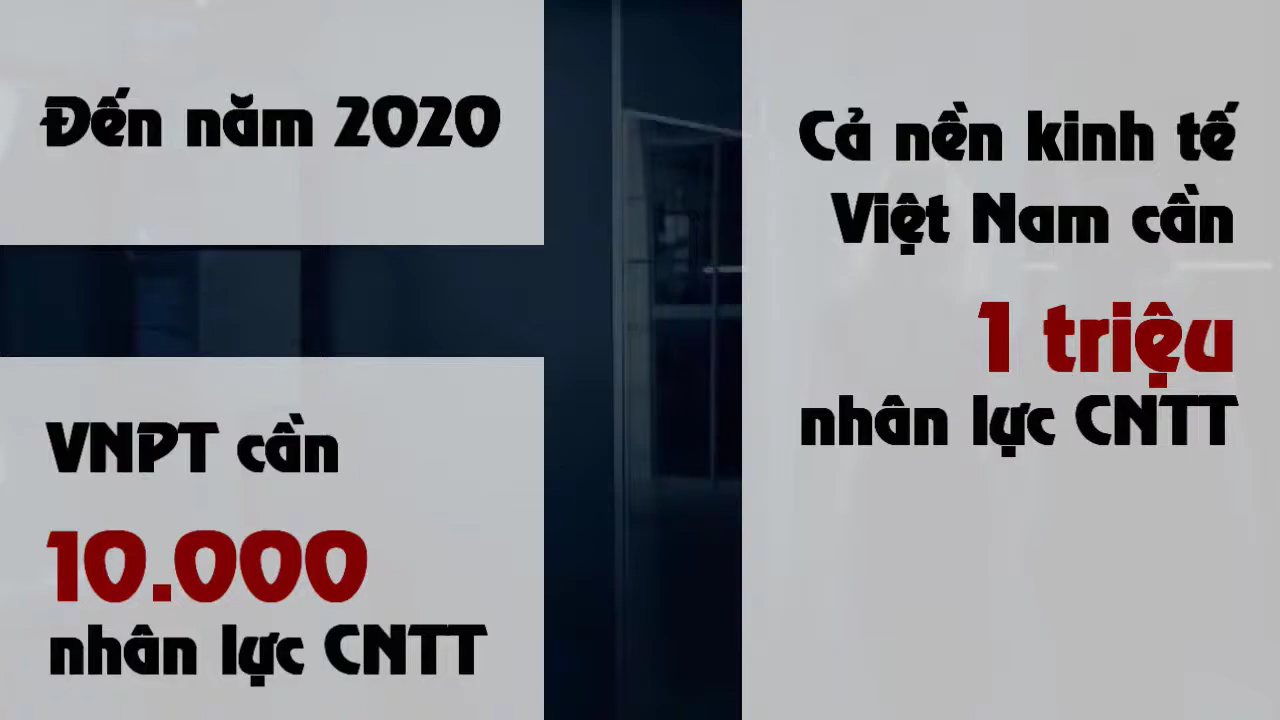 Đến năm 2020
VNPT cần
10.000
nhân lực CNTT
Cả nền kinh tế
Việt Nam cần
1 triệu
nhân lực CNTT